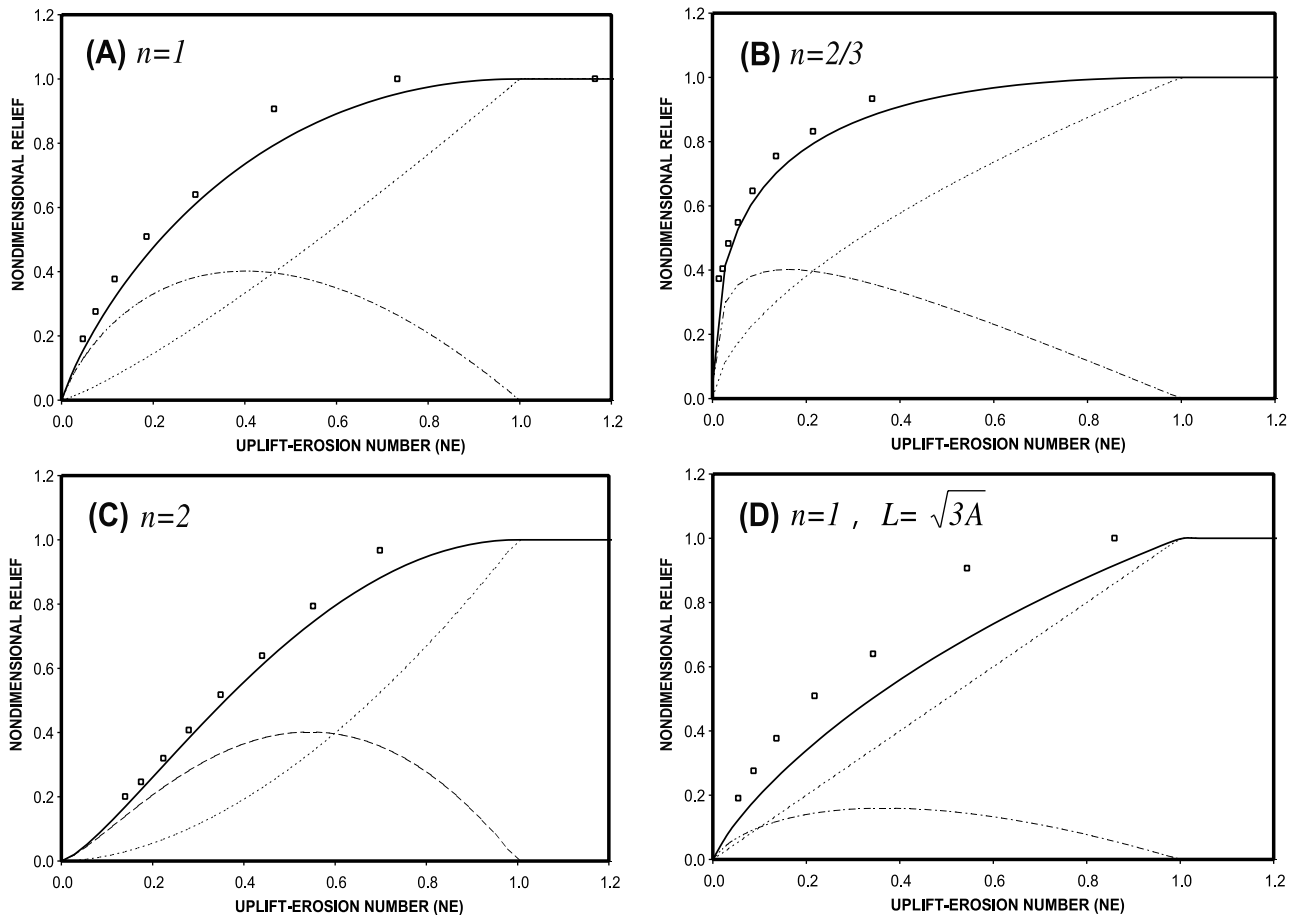 (A) n=1
NONDIMENSIONAL RELIEF
1.2
1.0
0.8
0.6
0.4
0.2
0.0
0.0 0.2 0.4 0.6 0.8 1.0 1.2
UPLIFT-EROSION NUMBER (NE)
(B) n=2/3
NONDIMENSIONAL RELIEF
1.2
1.0
0.8
0.6
0.4
0.2
0.0
0.0 0.2 0.4 0.6 0.8 1.0 1.2
UPLIFT-EROSION NUMBER (NE)
(C) n=2
NONDIMENSIONAL RELIEF
1.2
1.0
0.8
0.6
0.4
0.2
0.0
0.0 0.2 0.4 0.6 0.8 1.0 1.2
UPLIFT-EROSION NUMBER (NE)
(D) n=1 , L= √3A
NONDIMENSIONAL RELIEF
1.2
1.0
0.8
0.6
0.4
0.2
0.0
0.0 0.2 0.4 0.6 0.8 1.0 1.2
UPLIFT-EROSION NUMBER (NE)